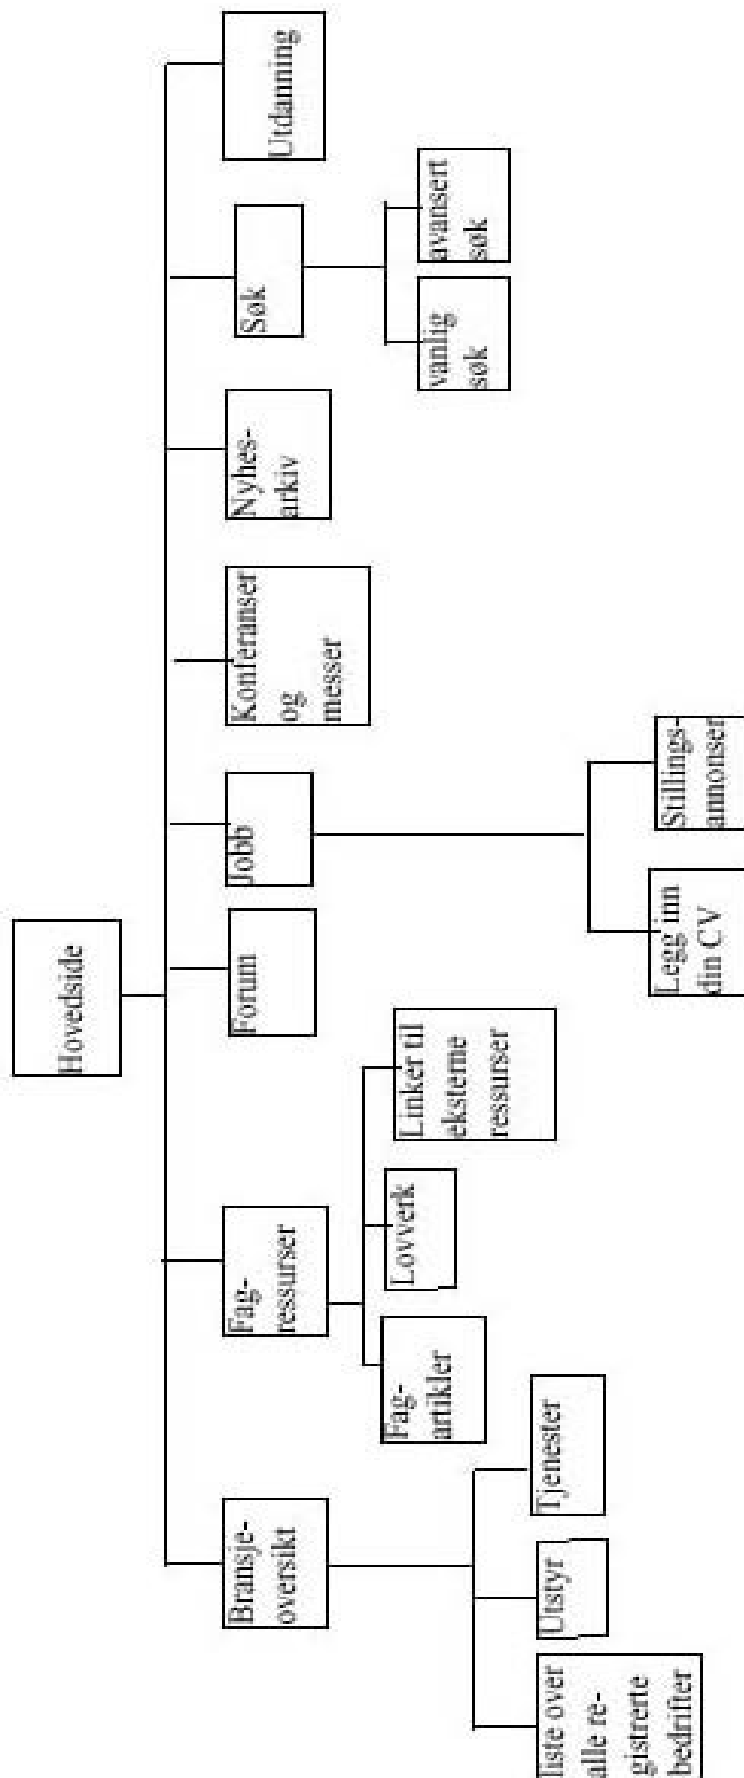 Hovedside
Bransje-
oversikt
Fag-
ressurser
Forum
Jobb
Konferanser
og
messer
Nyhes-
arkiv
Søk
Utdanning
liste over
alle re-
gistrerte
bedrifter
Utstyr
Tjenester
Fag-
artikler
Lovverk
Linker til
eksterne
ressurser
Legg inn
din CV
Stillings-
annonser
vanlig
søk
avansert
søk